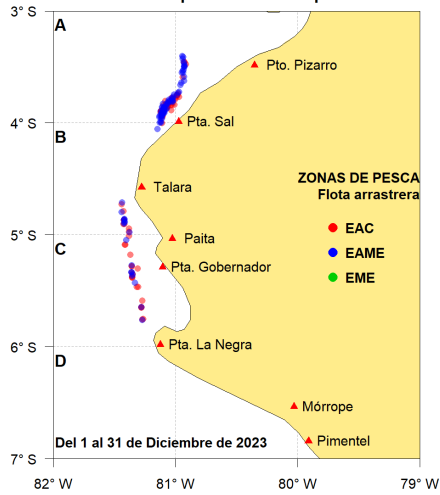 3° S
A
Pto. Pizarro
4° S
Pta. Sal
B
ZONAS DE PESCA
Flota arrastrera
Talara
EAC
5° S
Paita
EAME
C
Pta. Gobernador
EME
6° S
Pta. La Negra
D
Mórrope
Del 1 al 31 de Diciembre de 2023
Pimentel
7° S
82° W
81° W
80° W
79° W